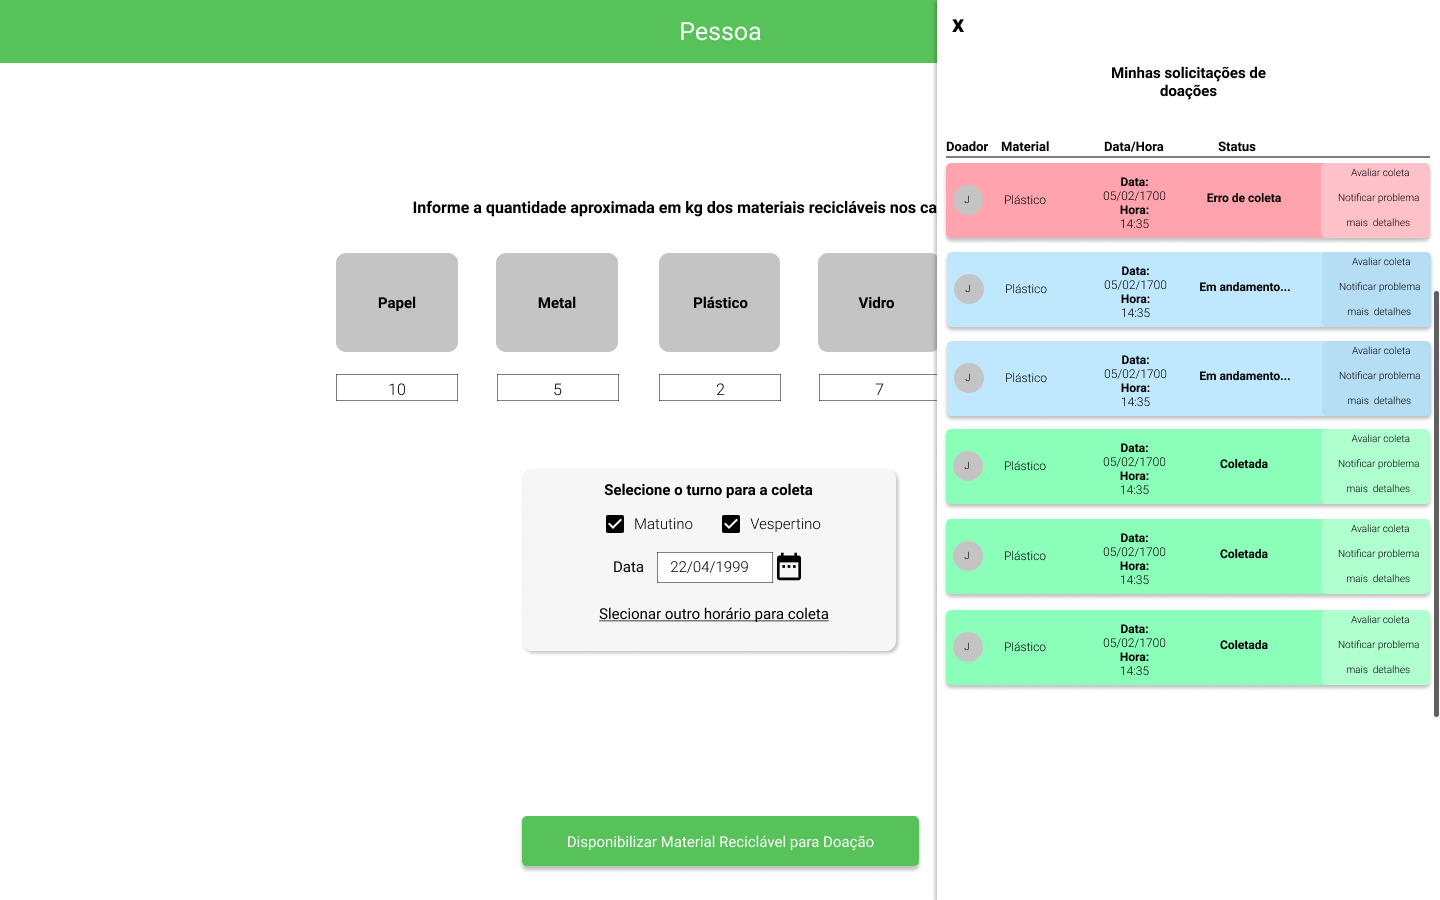 Pessoa
Informe a quantidade aproximada em kg dos materiais recicláveis nos ca
Papel
Metal
Plástico
Vidro
10
5
2
7
Selecione o turno para a coleta
Matutino
Vespertino
Data
22/04/1999
Slecionar outro horário para coleta
Disponibilizar Material Reciclável para Doação
X
Minhas solicitações de
doações
Doador Material Data/Hora Status
J
Plástico
Data:
05/02/1700
Hora:
14:35
Erro de coleta
Avaliar coleta
Notificar problema
mais detalhes
J
Plástico
Data:
05/02/1700
Hora:
14:35
Em andamento...
Avaliar coleta
Notificar problema
mais detalhes
J
Plástico
Data:
05/02/1700
Hora:
14:35
Em andamento...
Avaliar coleta
Notificar problema
mais detalhes
J
Plástico
Data:
05/02/1700
Hora:
14:35
Coletada
Avaliar coleta
Notificar problema
mais detalhes
J
Plástico
Data:
05/02/1700
Hora:
14:35
Coletada
Avaliar coleta
Notificar problema
mais detalhes
J
Plástico
Data:
05/02/1700
Hora:
14:35
Coletada
Avaliar coleta
Notificar problema
mais detalhes